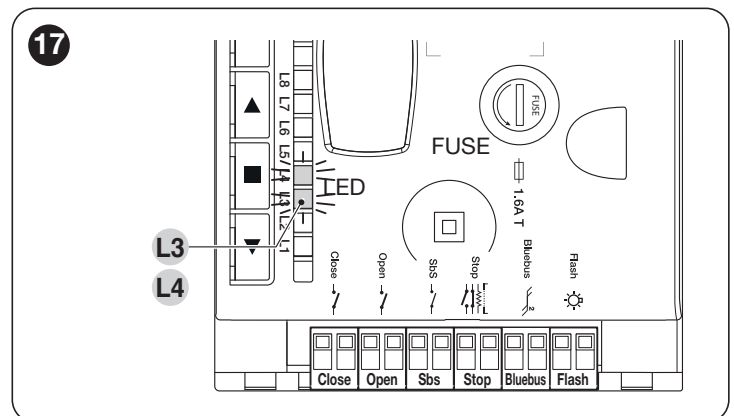 17
L8
L7
L6
L5
L4
L3
L2
L1
LED
FUSE
FUSE
1.6A T
L3
L4
Close
Open
SbS
Stop
Bluebus
Flash
2
Close Open Sbs Stop Bluebus Flash